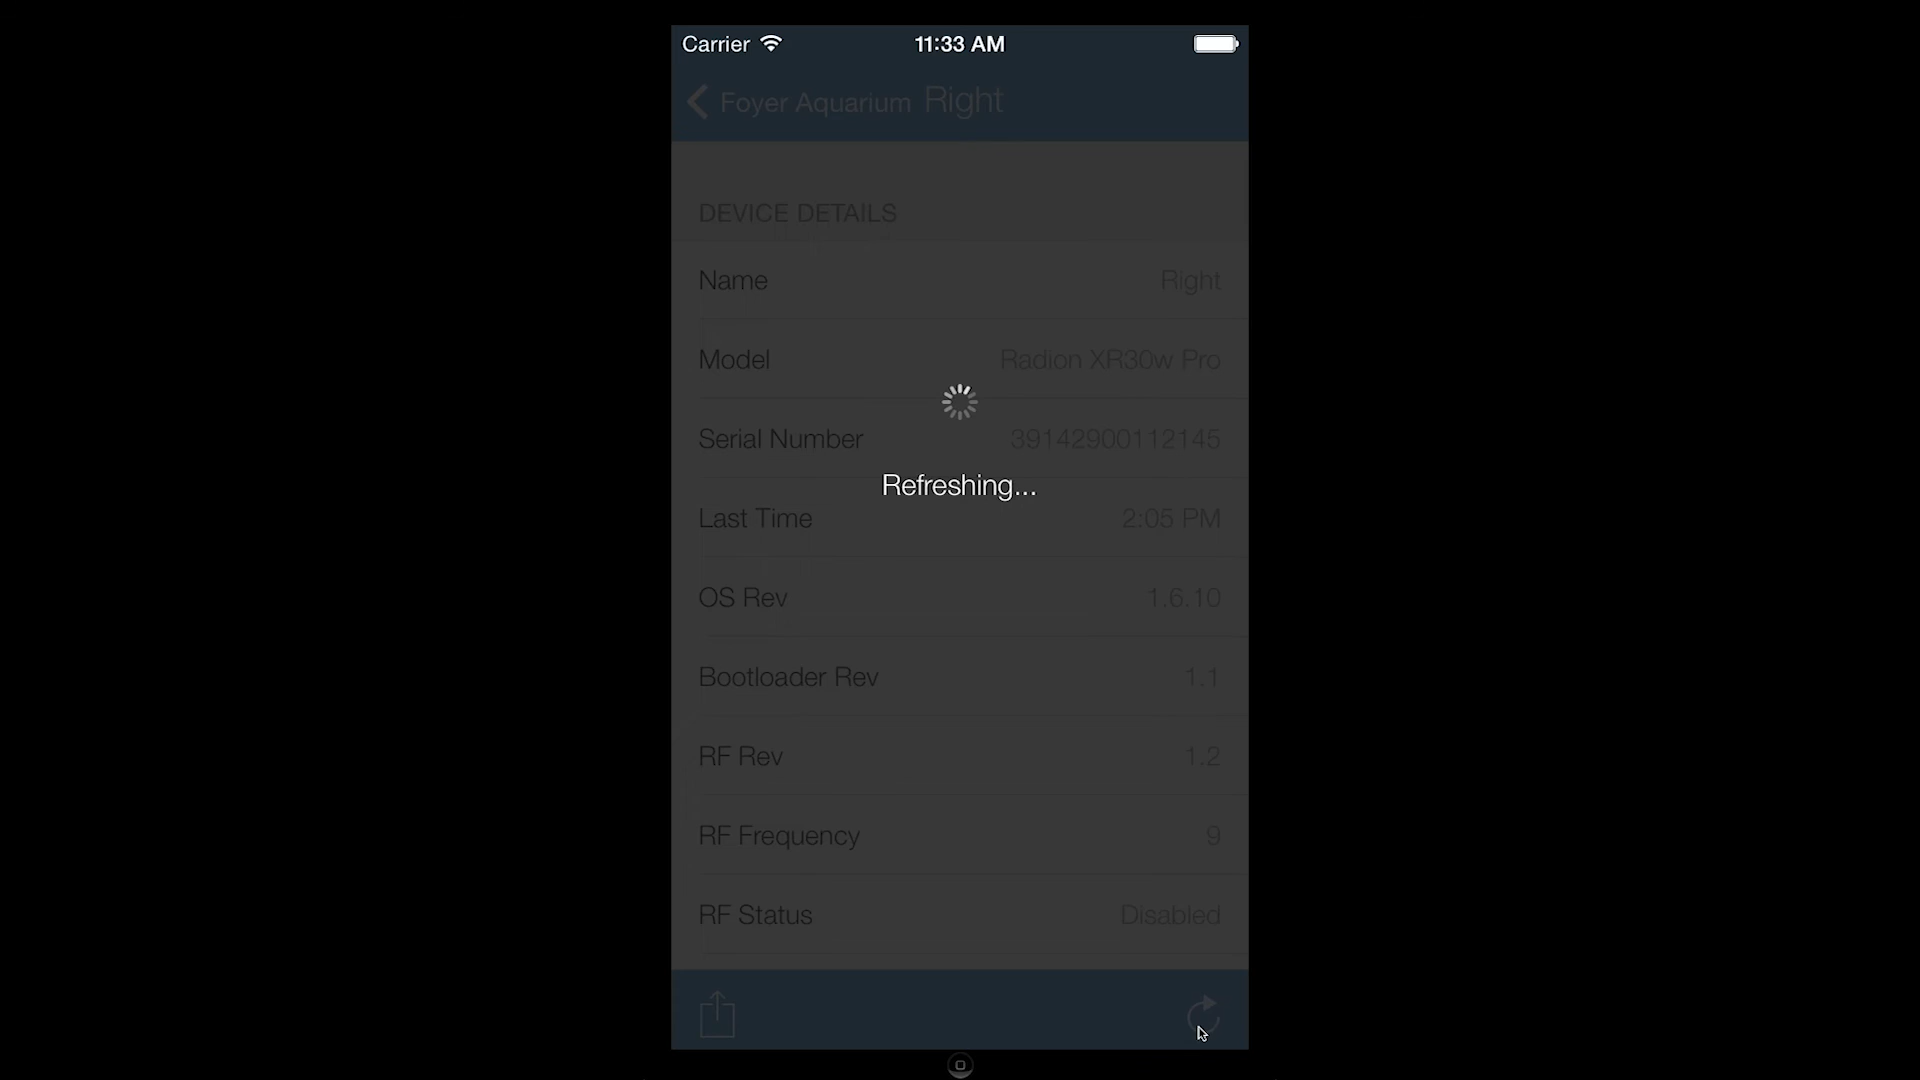 Carrier 11:33 AM
Foyer Aquarium Right
DEVICE DETAILS
Name Right
Model Radion XR30w Pro
Serial Number 39142900112145
Refreshing...
Last Time 2:05 PM
OS Rev 1.6.10
Bootloader Rev 1.1
RF Rev 1.2
RF Frequency 9
RF Status Disabled